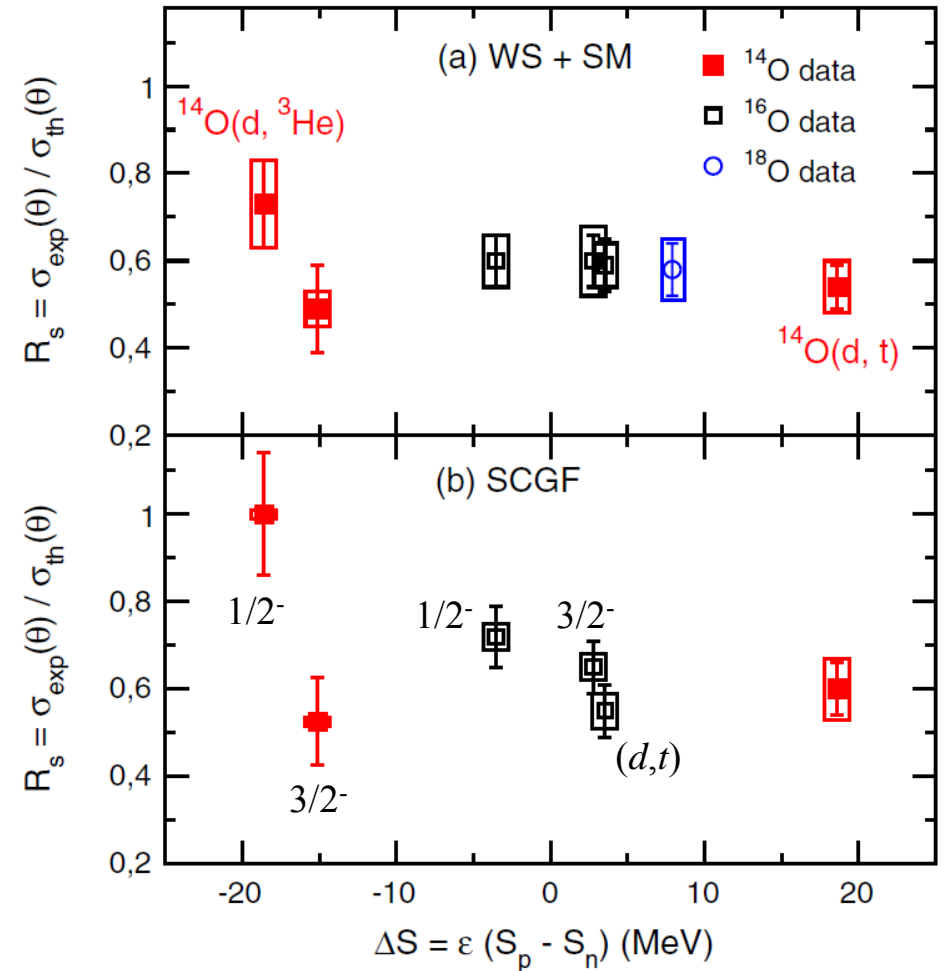 (a) WS + SM
¹⁴O data
¹⁶O data
¹⁸O data
¹⁴O(d, ³He)
¹⁴O(d, t)
1
0,8
0,6
0,4
0,2
R_s = σ_exp(θ) / σ_th(θ)
(b) SCGF
1/2⁻
1/2⁻
3/2⁻
3/2⁻
(d,t)
1
0,8
0,6
0,4
0,2
R_s = σ_exp(θ) / σ_th(θ)
-20 -10 0 10 20
ΔS = ε (S_p - S_n) (MeV)